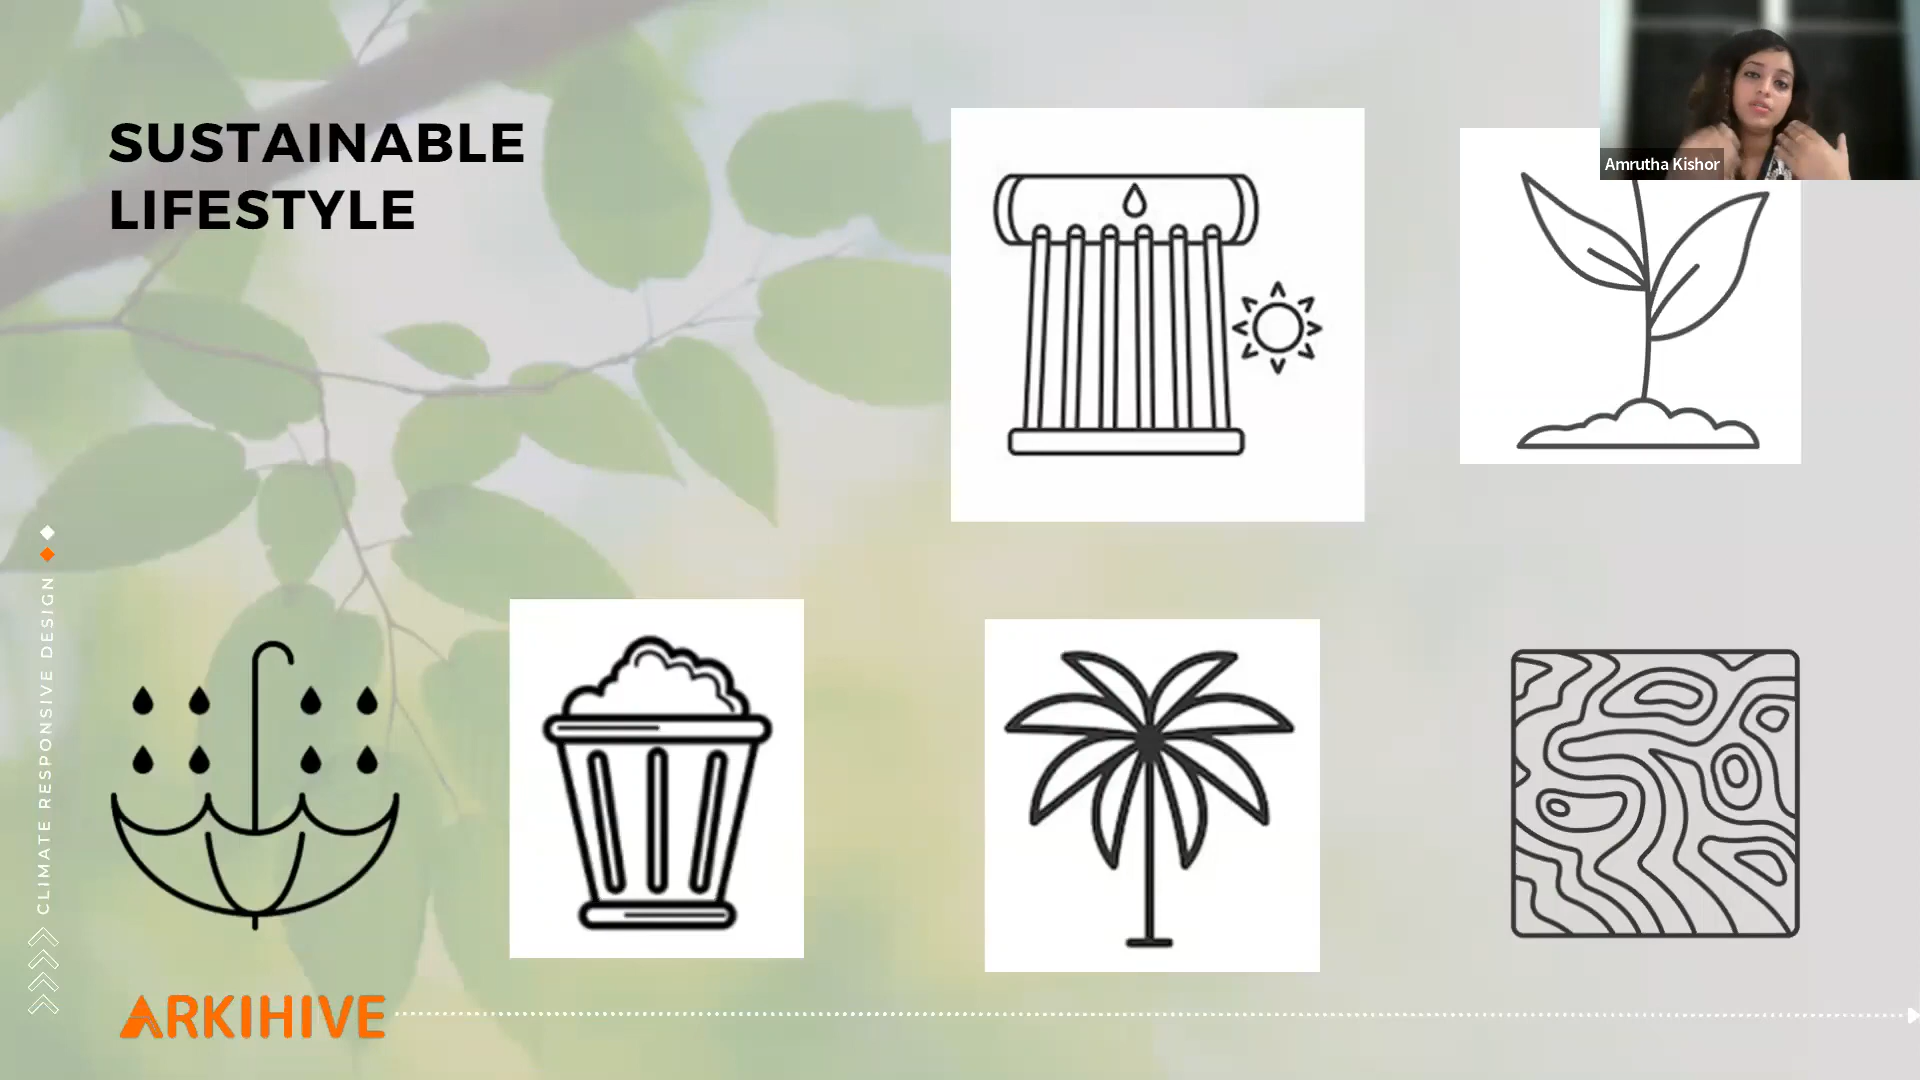 SUSTAINABLE
LIFESTYLE
Amrutha Kishor
CLIMATE RESPONSIVE DESIGN
ARKIHIVE